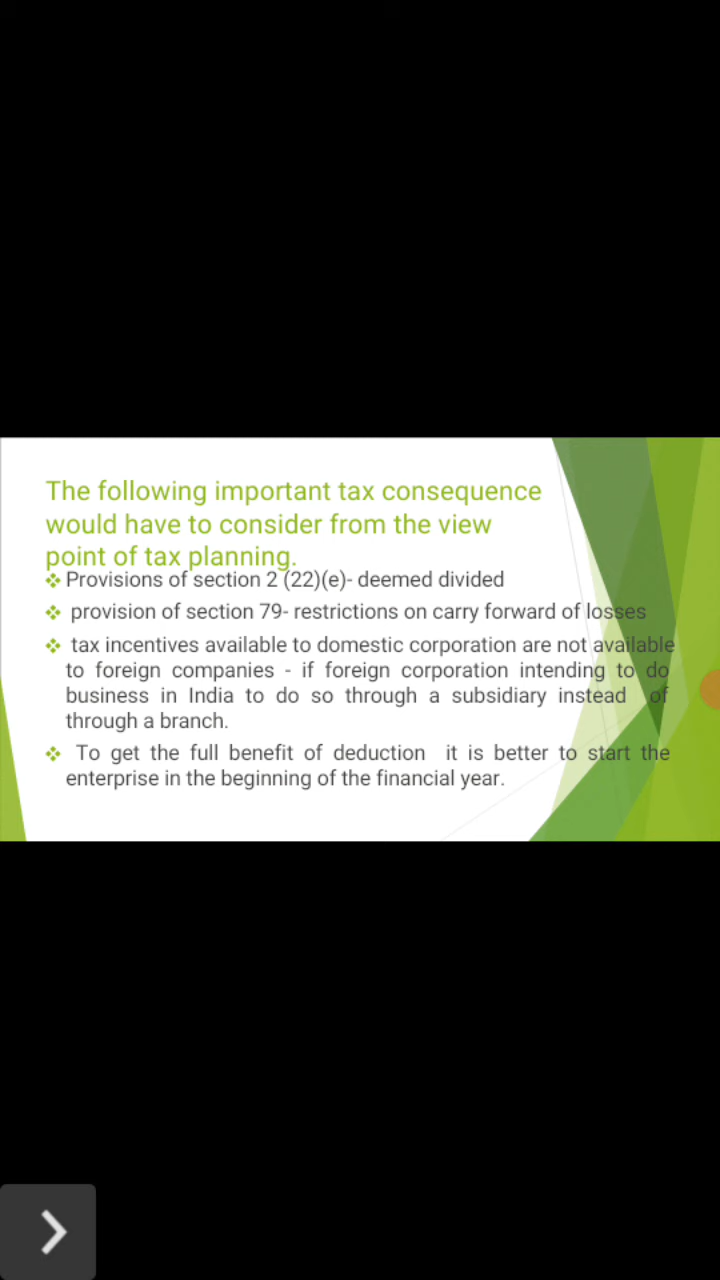 The following important tax consequence
would have to consider from the view
point of tax planning.
❖ Provisions of section 2 (22)(e)- deemed divided
❖ provision of section 79- restrictions on carry forward of losses
❖ tax incentives available to domestic corporation are not available
to foreign companies - if foreign corporation intending to do
business in India to do so through a subsidiary instead of
through a branch.
❖ To get the full benefit of deduction it is better to start the
enterprise in the beginning of the financial year.